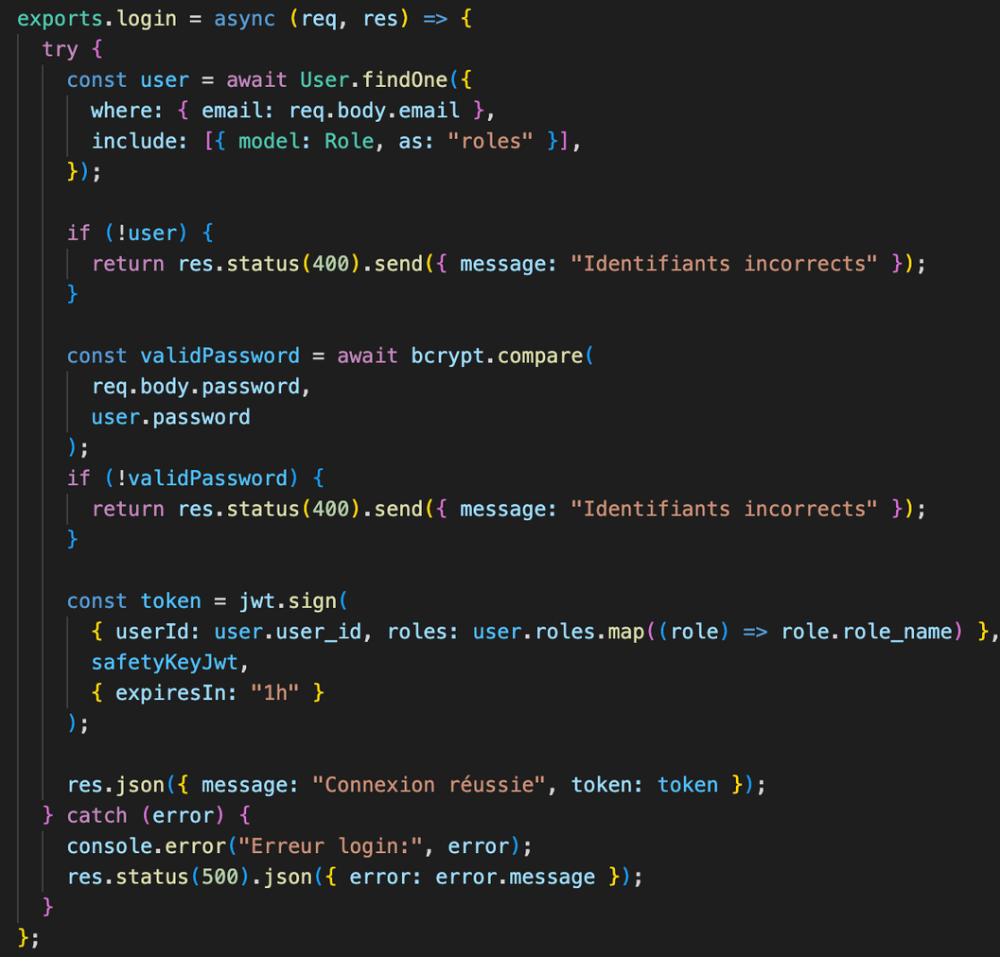 exports.login = async (req, res) => {
  try {
    const user = await User.findOne({
      where: { email: req.body.email },
      include: [{ model: Role, as: "roles" }],
    });

    if (!user) {
      return res.status(400).send({ message: "Identifiants incorrects" });
    }

    const validPassword = await bcrypt.compare(
      req.body.password,
      user.password
    );
    if (!validPassword) {
      return res.status(400).send({ message: "Identifiants incorrects" });
    }

    const token = jwt.sign(
      { userId: user.user_id, roles: user.roles.map((role) => role.role_name) },
      safetyKeyJwt,
      { expiresIn: "1h" }
    );

    res.json({ message: "Connexion réussie", token: token });
  } catch (error) {
    console.error("Erreur login:", error);
    res.status(500).json({ error: error.message });
  }
};